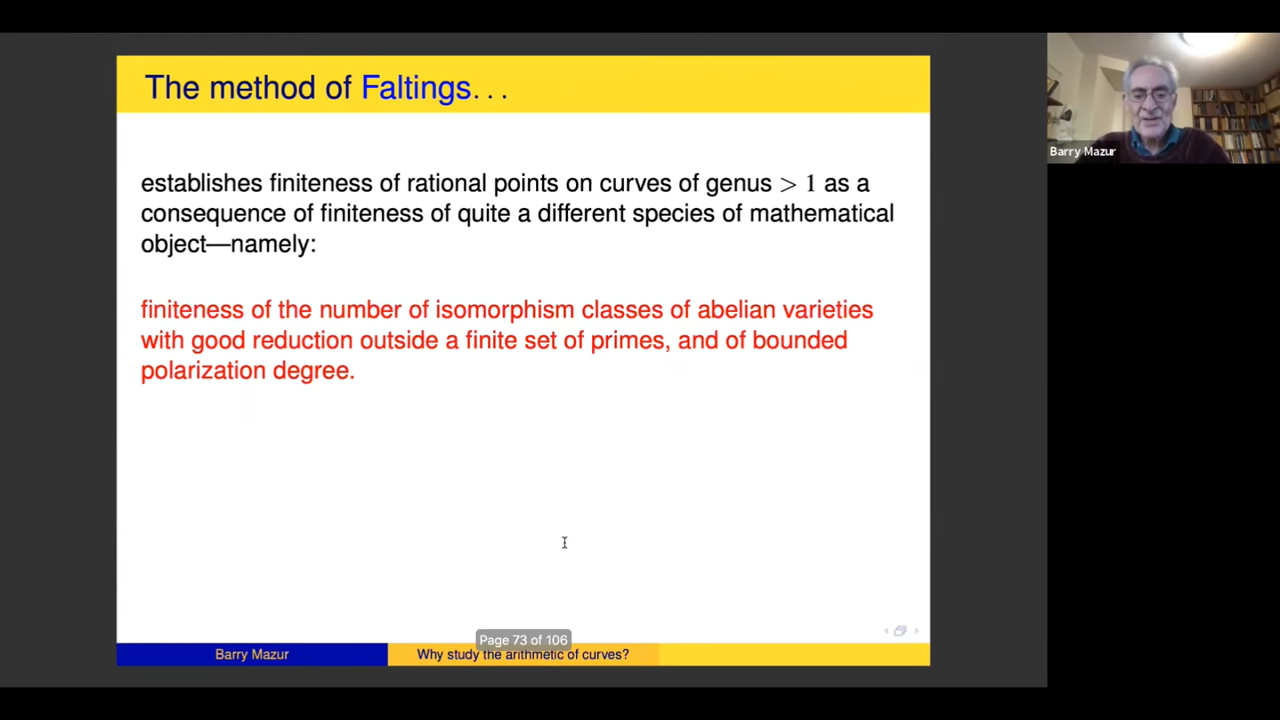 The method of Faltings...
establishes finiteness of rational points on curves of genus > 1 as a
consequence of finiteness of quite a different species of mathematical
object—namely:
finiteness of the number of isomorphism classes of abelian varieties
with good reduction outside a finite set of primes, and of bounded
polarization degree.
Page 73 of 106
Barry Mazur
Why study the arithmetic of curves?
Barry Mazur